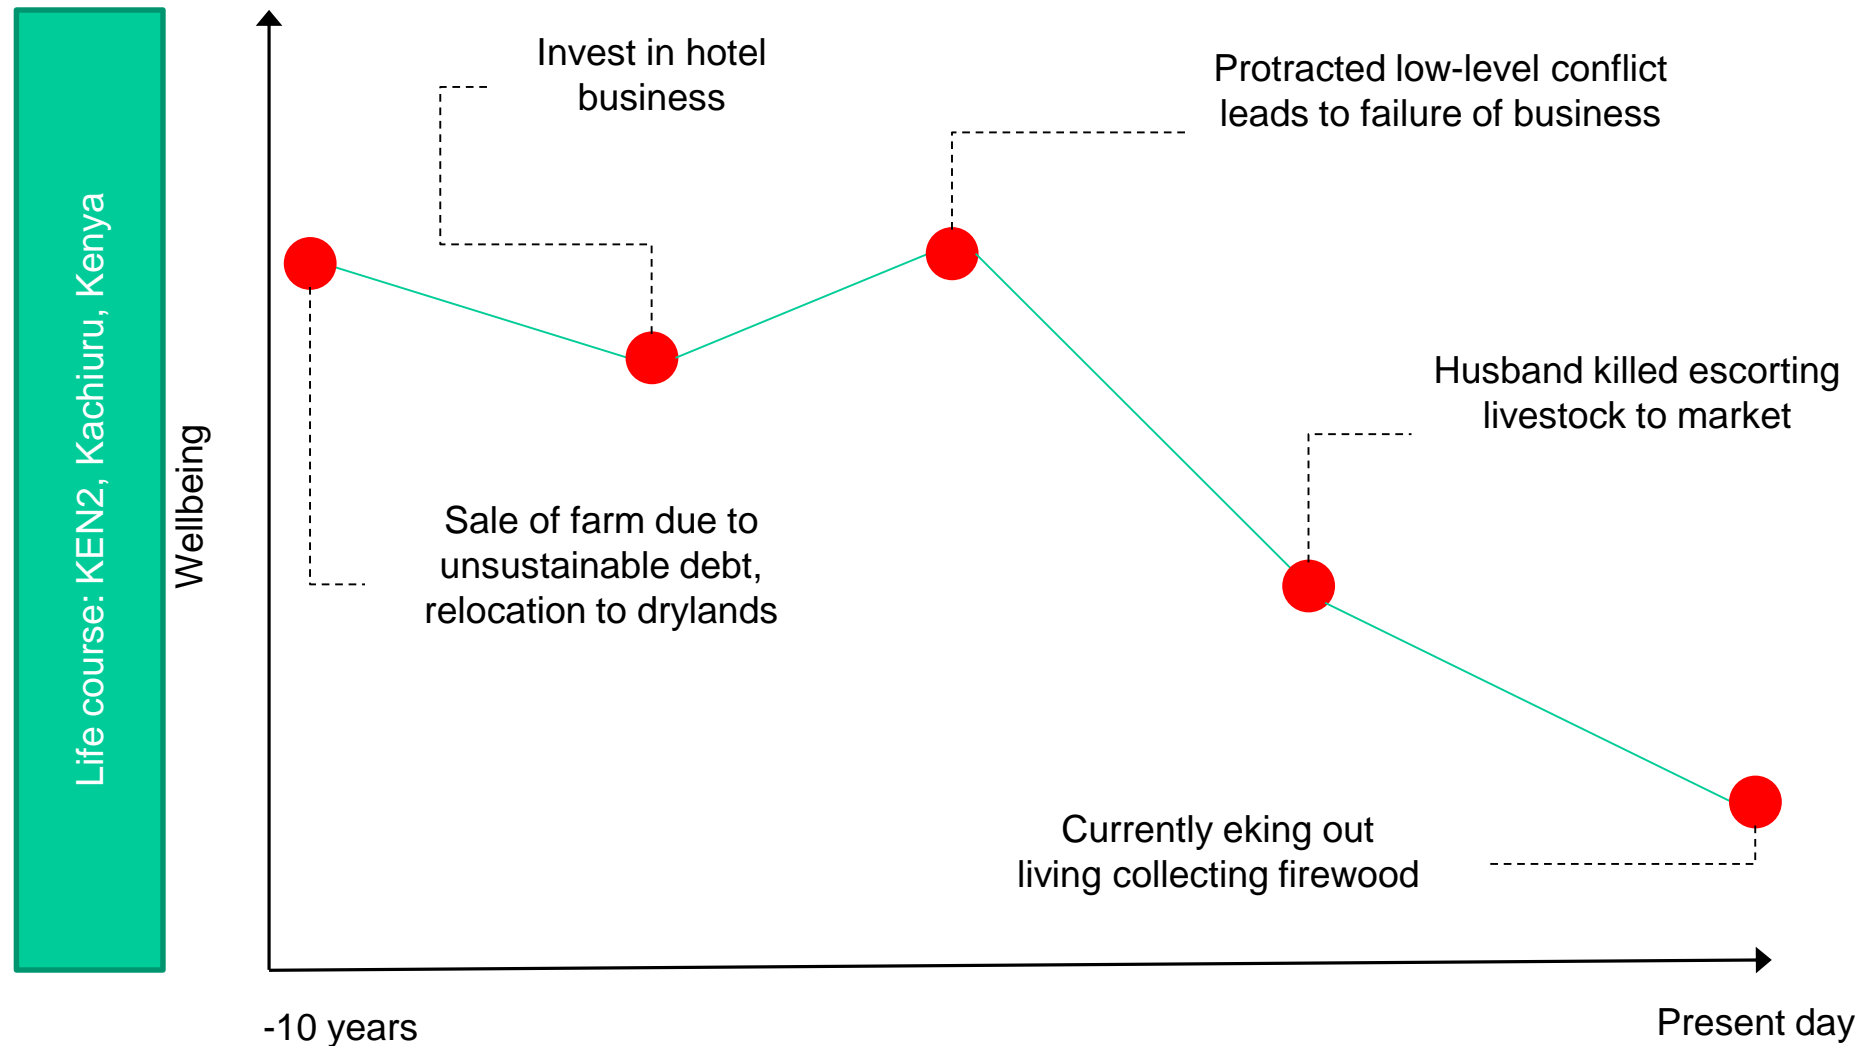 Life course: KEN2, Kachiuru, Kenya
Wellbeing
Invest in hotel
business
Protracted low-level conflict
leads to failure of business
Husband killed escorting
livestock to market
Sale of farm due to
unsustainable debt,
relocation to drylands
Currently eking out
living collecting firewood
-10 years
Present day